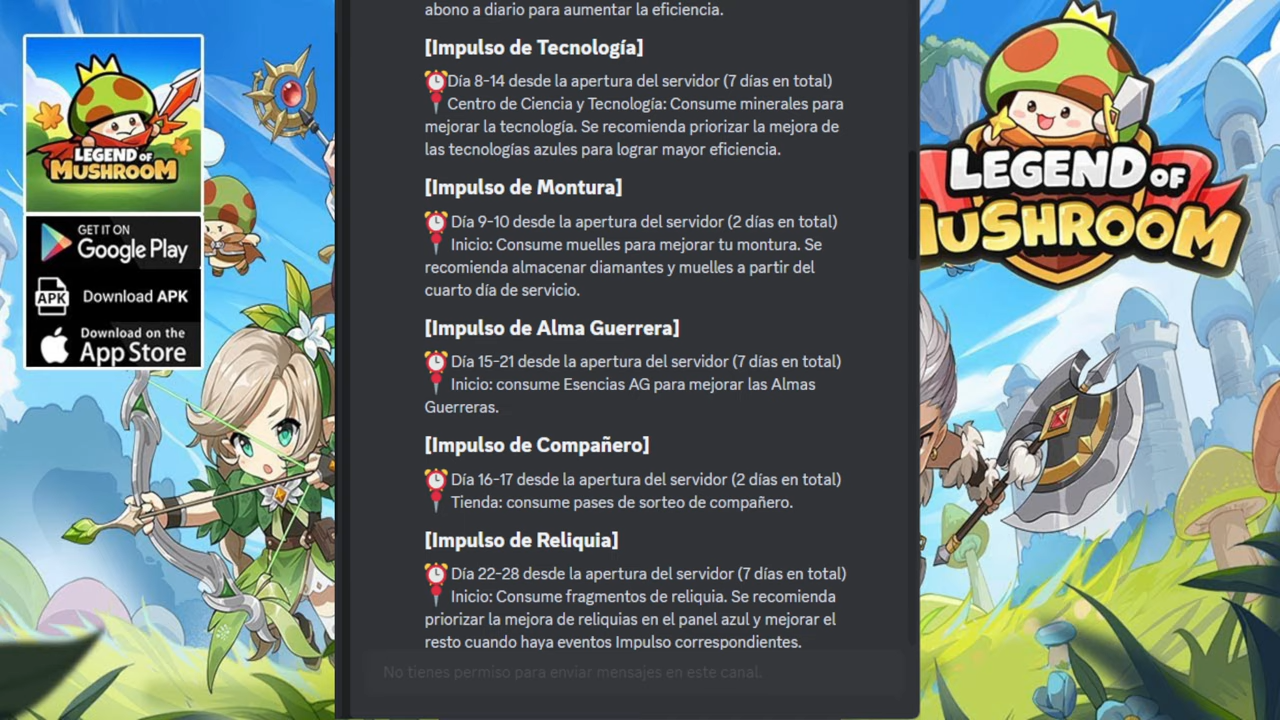 LEGEND OF
MUSHROOM
GET IT ON
Google Play
APK
Download APK
Download on the
App Store
abono a diario para aumentar la eficiencia.
[Impulso de Tecnología]
Día 8-14 desde la apertura del servidor (7 días en total)
Centro de Ciencia y Tecnología: Consume minerales para
mejorar la tecnología. Se recomienda priorizar la mejora de
las tecnologías azules para lograr mayor eficiencia.
[Impulso de Montura]
Día 9-10 desde la apertura del servidor (2 días en total)
Inicio: Consume muelles para mejorar tu montura. Se
recomienda almacenar diamantes y muelles a partir del
cuarto día de servicio.
[Impulso de Alma Guerrera]
Día 15-21 desde la apertura del servidor (7 días en total)
Inicio: consume Esencias AG para mejorar las Almas
Guerreras.
[Impulso de Compañero]
Día 16-17 desde la apertura del servidor (2 días en total)
Tienda: consume pases de sorteo de compañero.
[Impulso de Reliquia]
Día 22-28 desde la apertura del servidor (7 días en total)
Inicio: Consume fragmentos de reliquia. Se recomienda
priorizar la mejora de reliquias en el panel azul y mejorar el
resto cuando haya eventos Impulso correspondientes.
No tienes permiso para enviar mensajes en este canal.
LEGEND OF
MUSHROOM